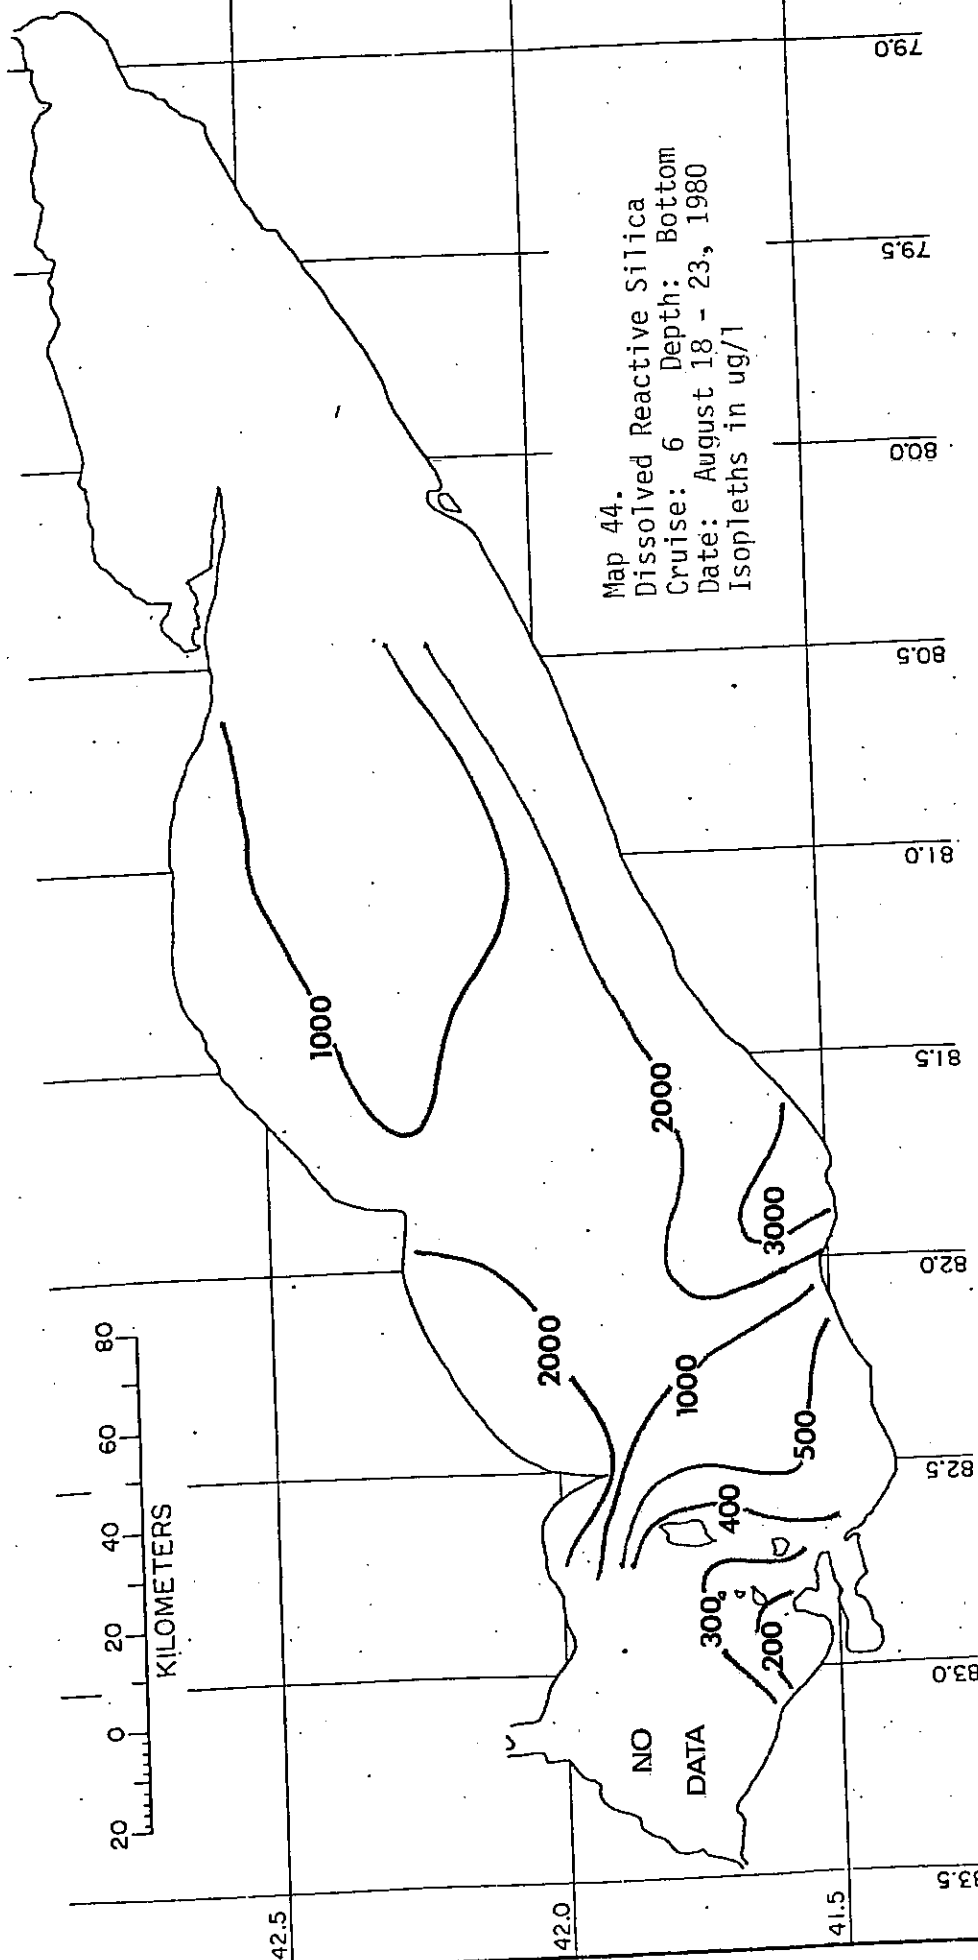 Map 44.
Dissolved Reactive Silica
Cruise: 6 Depth: Bottom
Date: August 18 - 23, 1980
Isopleths in ug/l
20 0 20 40 60 80
KILOMETERS
42.5
42.0
41.5
83.5
83.0
82.5
82.0
81.5
81.0
80.5
80.0
79.5
79.0
NO
DATA
200
300
400
500
1000
2000
3000
2000
1000